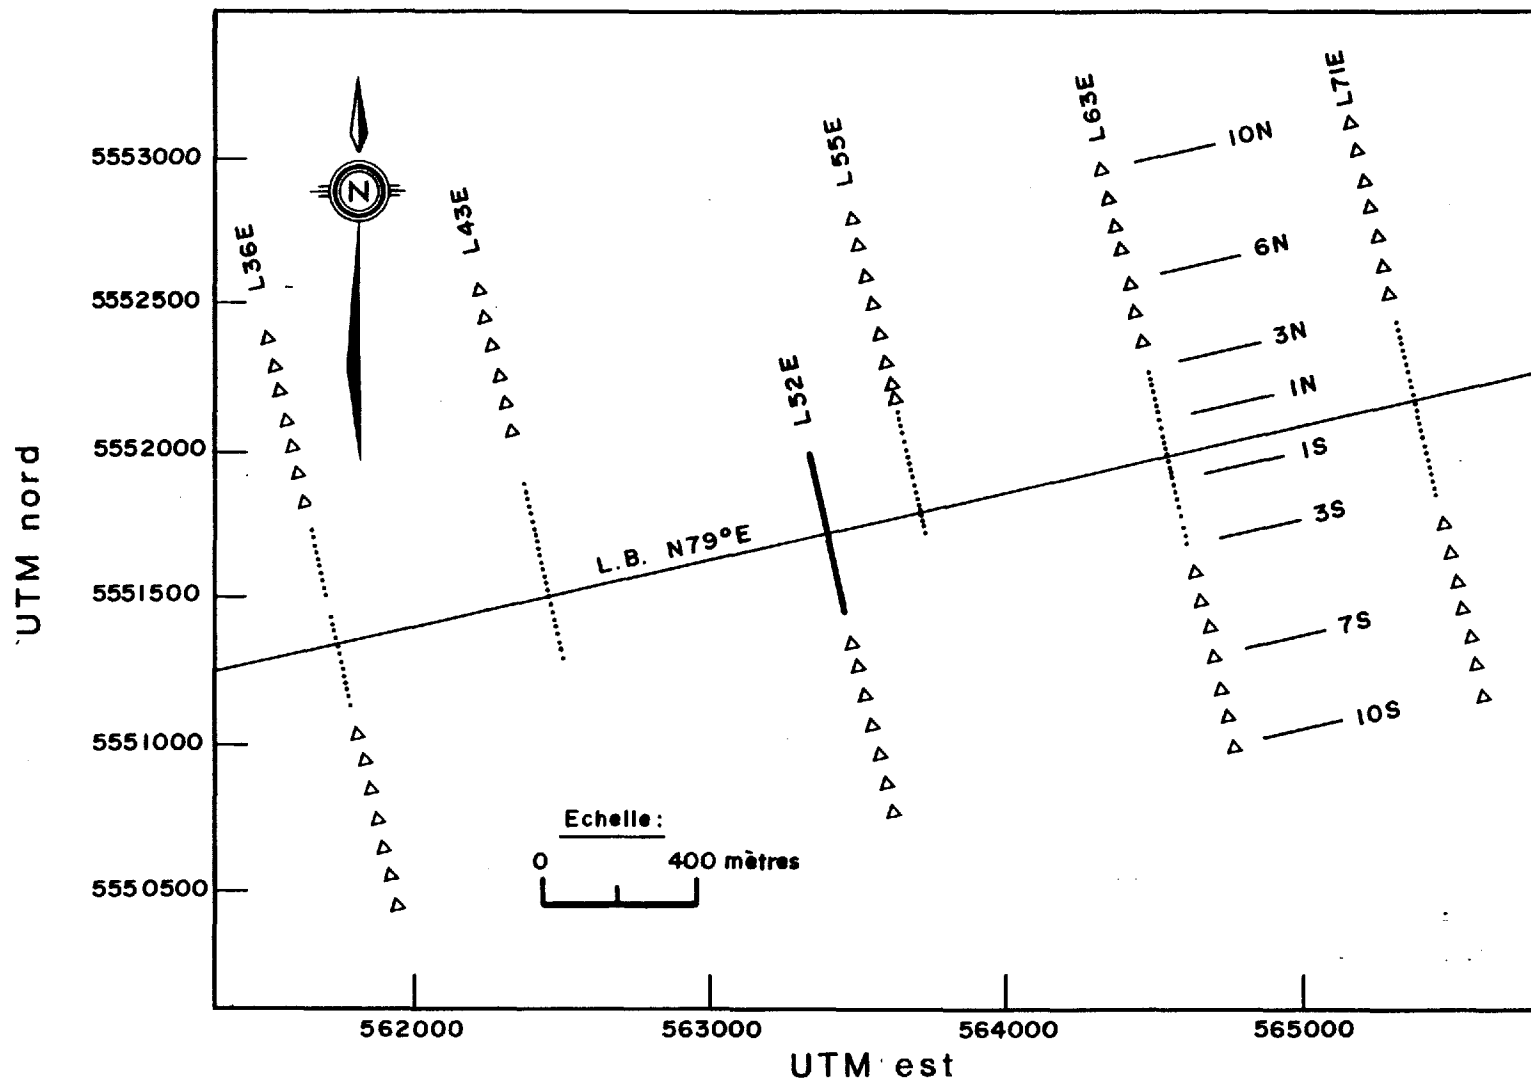 L71E
L63E
L55E
10N
5553000
N
L43E
L36E
6N
5552500
3N
L52E
1N
5552000
1S
3S
L.B. N79°E
UTM nord
5551500
7S
10S
5551000
Echelle:
0 400 mètres
5550500
562000 563000 564000 565000
UTM est